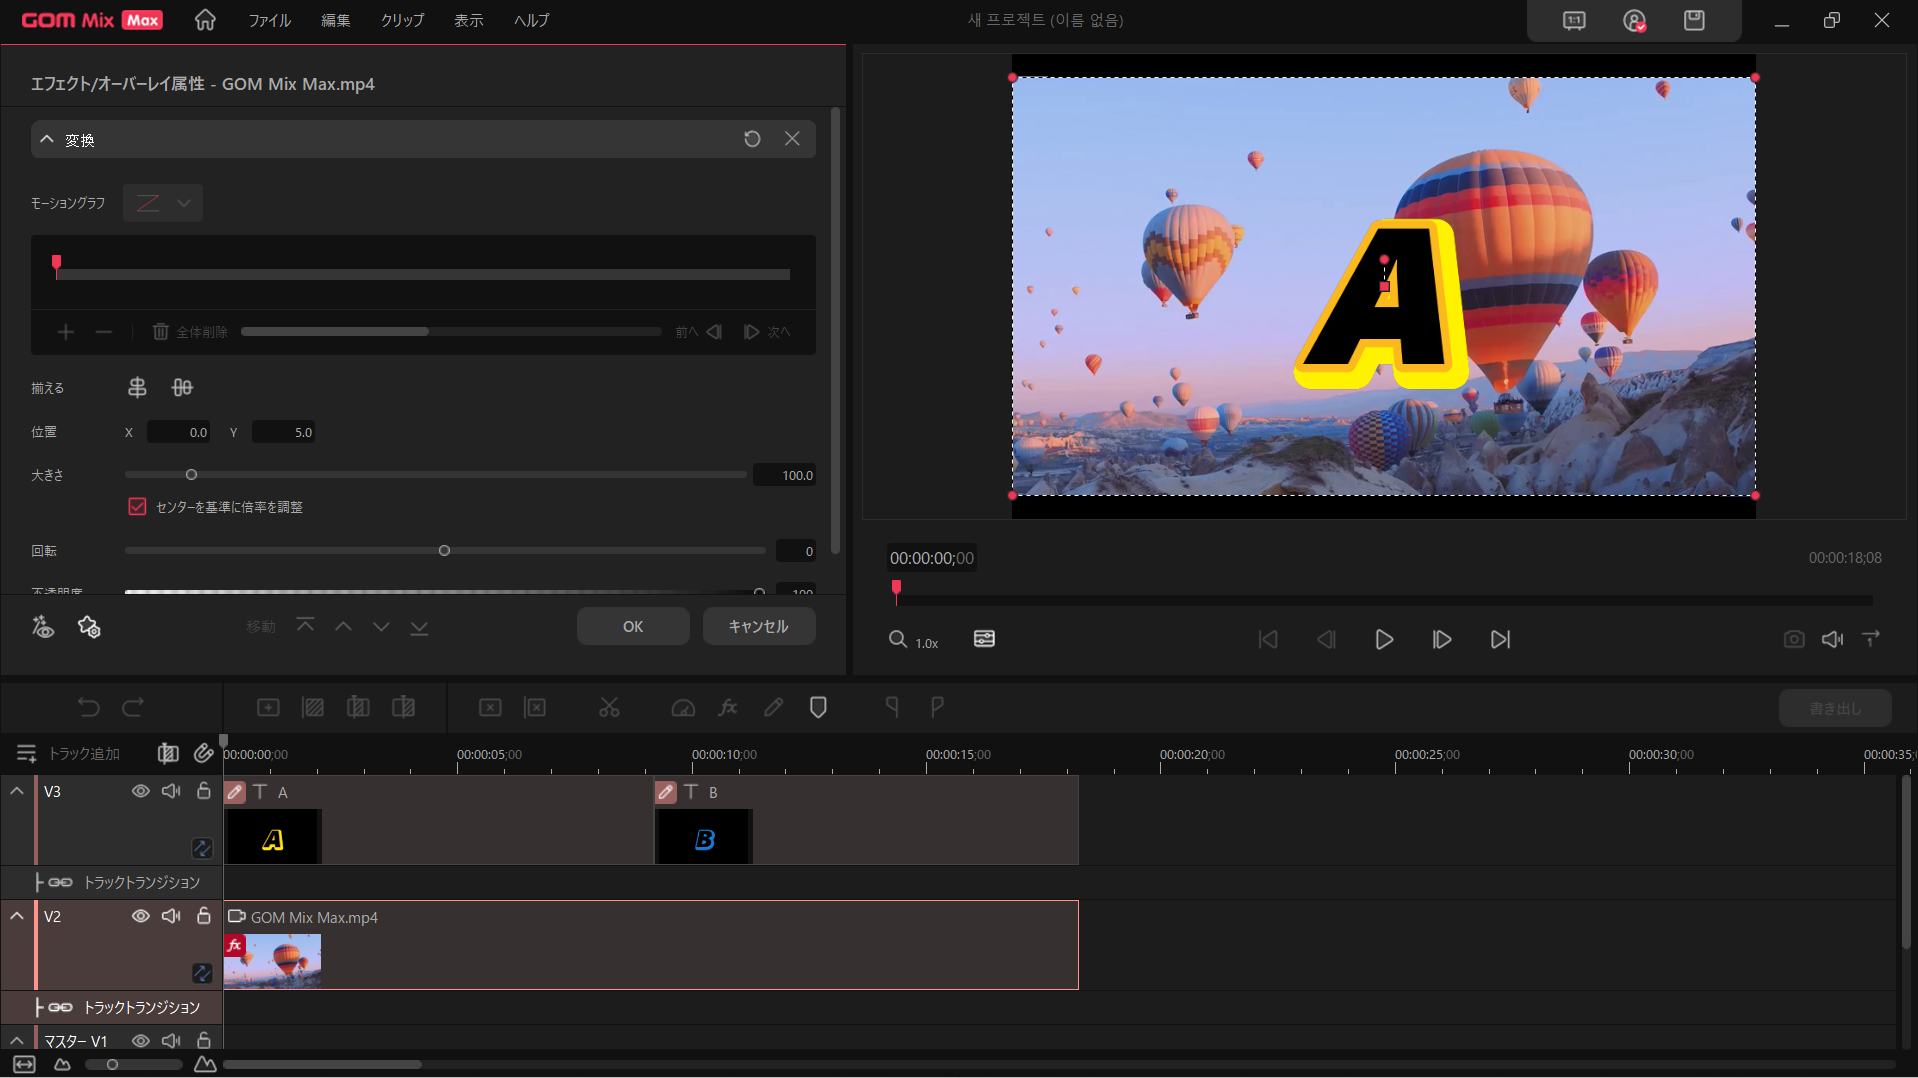 GOM Mix Max ファイル 編集 クリップ 表示 ヘルプ 새 프로젝트 (이름 없음) 1:1
エフェクト/オーバーレイ属性 - GOM Mix Max.mp4
変換
モーショングラフ
全体削除 前へ 次へ
揃える
位置 X 0.0 Y 5.0
大きさ 100.0
センターを基準に倍率を調整
回転 0
不透明度 100
移動 OK キャンセル
A
00:00:00;00 00:00:18;08
1.0x
fx 書き出し
トラック追加 00:00:00;00 00:00:05;00 00:00:10;00 00:00:15;00 00:00:20;00 00:00:25;00 00:00:30;00 00:00:35;
V3 T A T B
A B
トラックトランジション
V2 GOM Mix Max.mp4
fx
トラックトランジション
マスター V1